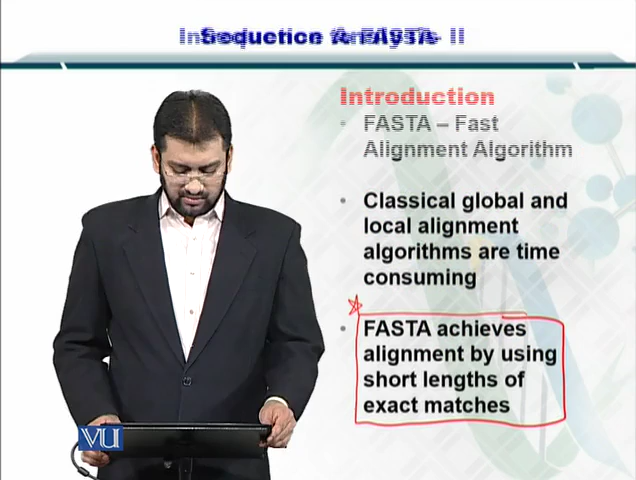 Introduction
• FASTA – Fast
Alignment Algorithm
• Classical global and
local alignment
algorithms are time
consuming
• FASTA achieves
alignment by using
short lengths of
exact matches
VU